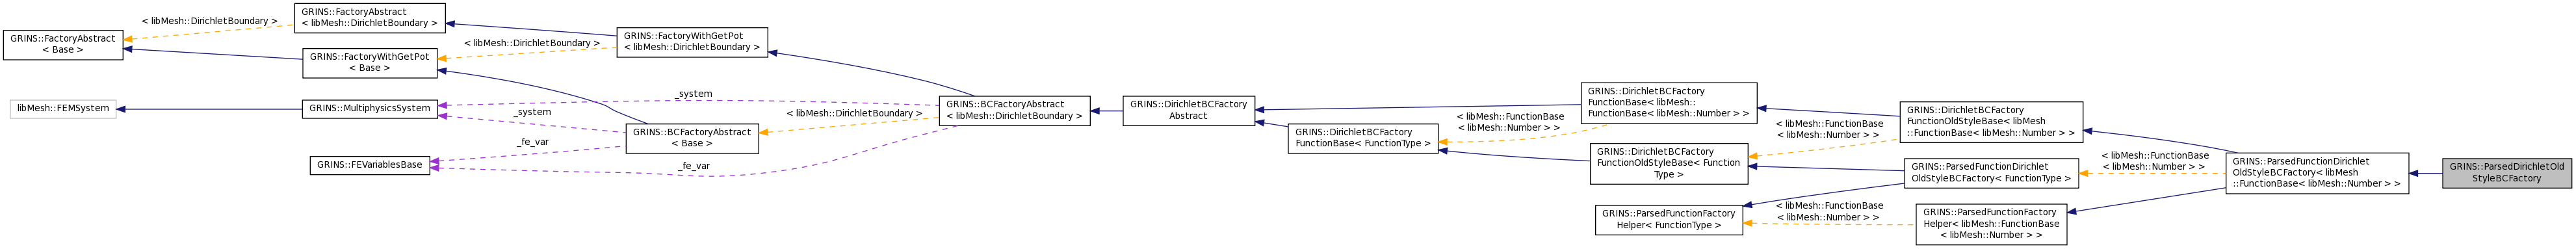 GRINS::FactoryAbstract
< Base >
< libMesh::DirichletBoundary >
GRINS::FactoryAbstract
< libMesh::DirichletBoundary >
GRINS::FactoryWithGetPot
< Base >
< libMesh::DirichletBoundary >
GRINS::FactoryWithGetPot
< libMesh::DirichletBoundary >
libMesh::FEMSystem
GRINS::MultiphysicsSystem
GRINS::FEVariablesBase
_system
_system
_fe_var
_fe_var
GRINS::BCFactoryAbstract
< Base >
< libMesh::DirichletBoundary >
GRINS::BCFactoryAbstract
< libMesh::DirichletBoundary >
GRINS::DirichletBCFactory
Abstract
GRINS::DirichletBCFactory
FunctionBase< FunctionType >
< libMesh::FunctionBase
< libMesh::Number > >
GRINS::DirichletBCFactory
FunctionBase< libMesh::
FunctionBase< libMesh::Number > >
GRINS::DirichletBCFactory
FunctionOldStyleBase< Function
Type >
GRINS::ParsedFunctionFactory
Helper< FunctionType >
< libMesh::FunctionBase
< libMesh::Number > >
< libMesh::FunctionBase
< libMesh::Number > >
GRINS::DirichletBCFactory
FunctionOldStyleBase< libMesh
::FunctionBase< libMesh::Number > >
GRINS::ParsedFunctionDirichlet
OldStyleBCFactory< FunctionType >
GRINS::ParsedFunctionFactory
Helper< libMesh::FunctionBase
< libMesh::Number > >
< libMesh::FunctionBase
< libMesh::Number > >
GRINS::ParsedFunctionDirichlet
OldStyleBCFactory< libMesh
::FunctionBase< libMesh::Number > >
GRINS::ParsedDirichletOld
StyleBCFactory